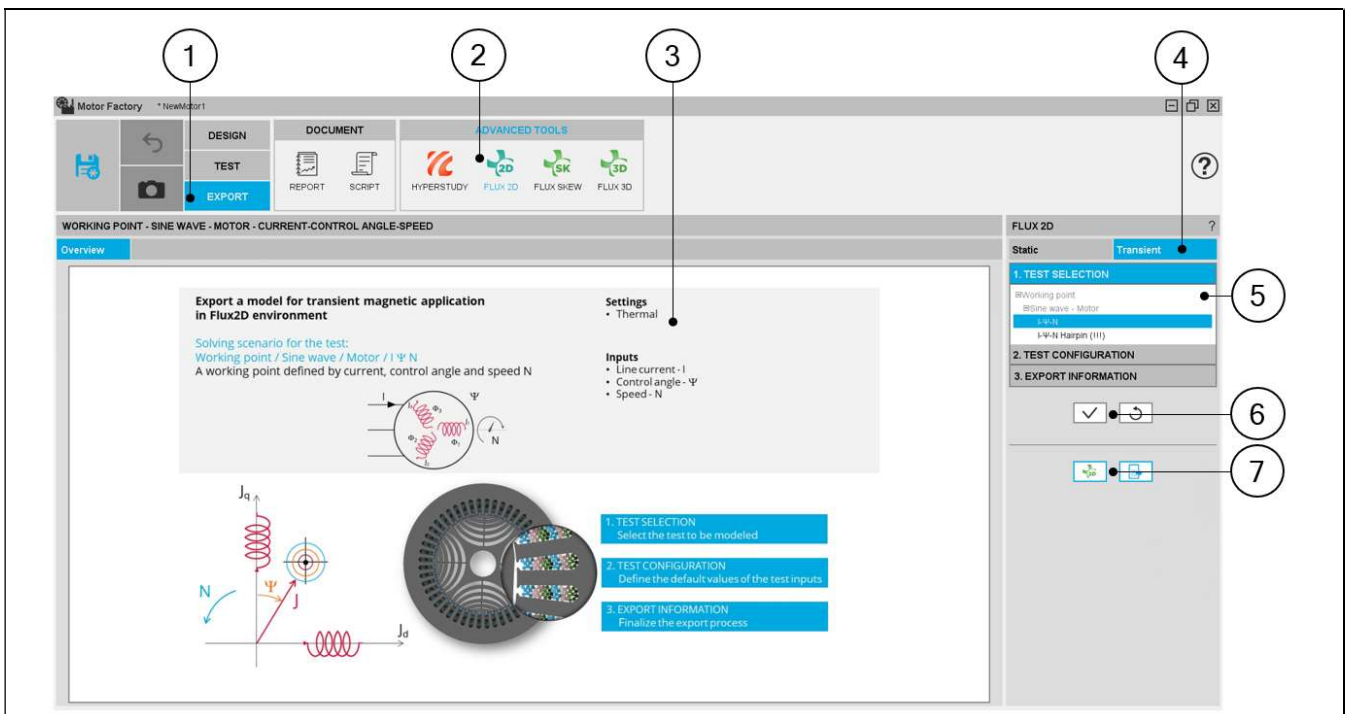 1
2
3
4
Motor Factory * NewMotor1
DESIGN
TEST
EXPORT
DOCUMENT
REPORT
SCRIPT
ADVANCED TOOLS
2D
SK
3D
HYPERSTUDY
FLUX 2D
FLUX SKEW
FLUX 3D
?
WORKING POINT - SINE WAVE - MOTOR - CURRENT-CONTROL ANGLE-SPEED
Overview
Export a model for transient magnetic application
in Flux2D environment
Solving scenario for the test:
Working point / Sine wave / Motor / I Ψ N
A working point defined by current, control angle and speed N
Settings
• Thermal
Inputs
• Line current - I
• Control angle - Ψ
• Speed - N
I
Ψ
N
Jq
N
Ψ
J
Jd
1. TEST SELECTION
Select the test to be modeled
2. TEST CONFIGURATION
Define the default values of the test inputs
3. EXPORT INFORMATION
Finalize the export process
FLUX 2D ?
Static Transient
1. TEST SELECTION
Working point
Sine wave - Motor
I-Ψ-N
I-Ψ-N Hairpin (III)
2. TEST CONFIGURATION
3. EXPORT INFORMATION
5
6
7